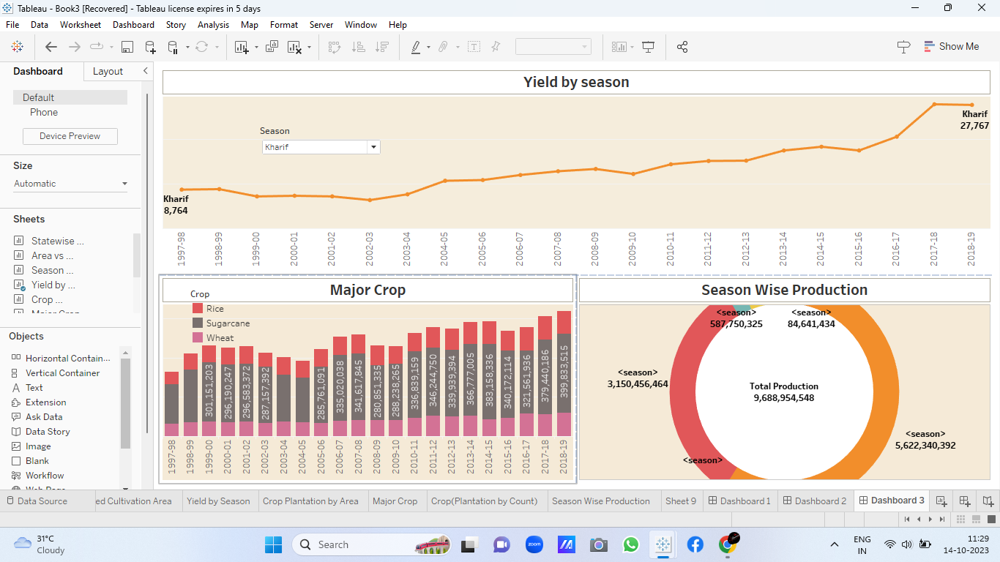 Tableau - Book3 [Recovered] - Tableau license expires in 5 days
File Data Worksheet Dashboard Story Analysis Map Format Server Window Help
Show Me
Dashboard Layout
Default
Phone
Device Preview
Size
Automatic
Sheets
Statewise ...
Area vs ...
Season ...
Yield by ...
Crop ...
Major Crop
Objects
Horizontal Contain...
Vertical Container
Text
Extension
Ask Data
Data Story
Image
Blank
Workflow
Web Page
Yield by season
Season
Kharif
Kharif
8,764
Kharif
27,767
1997-98 1998-99 1999-00 2000-01 2001-02 2002-03 2003-04 2004-05 2005-06 2006-07 2007-08 2008-09 2009-10 2010-11 2011-12 2012-13 2013-14 2014-15 2015-16 2016-17 2017-18 2018-19
Major Crop
Crop
Rice
Sugarcane
Wheat
301,151,203 296,190,247 296,583,372 287,157,392 285,761,091 335,020,038 341,617,845 280,851,335 288,238,265 336,839,159 346,244,750 339,939,394 366,777,005 383,158,336 340,172,114 321,561,936 379,440,186 399,833,515
1997-98 1998-99 1999-00 2000-01 2001-02 2002-03 2003-04 2004-05 2005-06 2006-07 2007-08 2008-09 2009-10 2010-11 2011-12 2012-13 2013-14 2014-15 2015-16 2016-17 2017-18 2018-19
Season Wise Production
<season> <season>
587,750,325 84,641,434
<season>
3,150,456,464
Total Production
9,688,954,548
<season>
5,622,340,392
<season>
Data Source ed Cultivation Area Yield by Season Crop Plantation by Area Major Crop Crop(Plantation by Count) Season Wise Production Sheet 9 Dashboard 1 Dashboard 2 Dashboard 3
31°C
Cloudy
Search
zoom
ENG
IN
11:29
14-10-2023